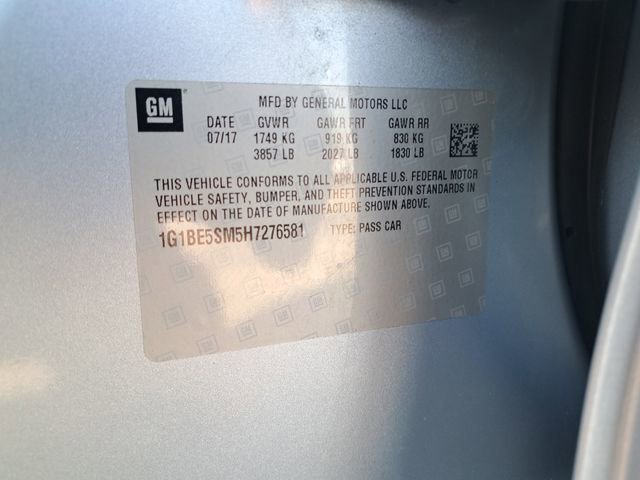 GM
MFD BY GENERAL MOTORS LLC
DATE GVWR GAWR FRT GAWR RR
07/17 1749 KG 919 KG 830 KG
3857 LB 2027 LB 1830 LB
THIS VEHICLE CONFORMS TO ALL APPLICABLE U.S. FEDERAL MOTOR
VEHICLE SAFETY, BUMPER, AND THEFT PREVENTION STANDARDS IN
EFFECT ON THE DATE OF MANUFACTURE SHOWN ABOVE.
1G1BE5SM5H7276581 TYPE: PASS CAR